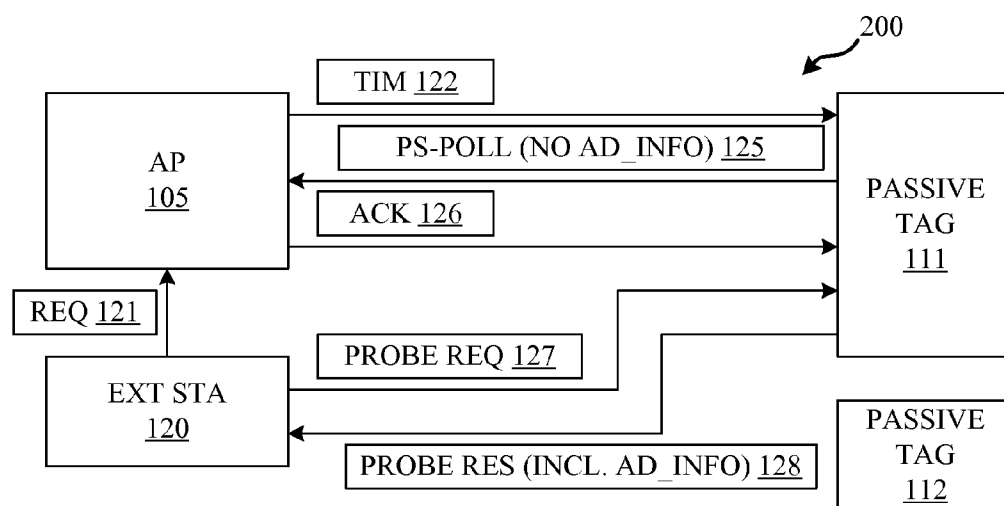 200
TIM 122
PS-POLL (NO AD_INFO) 125
AP
105
ACK 126
PASSIVE
TAG
111
REQ 121
PROBE REQ 127
EXT STA
120
PROBE RES (INCL. AD_INFO) 128
PASSIVE
TAG
112